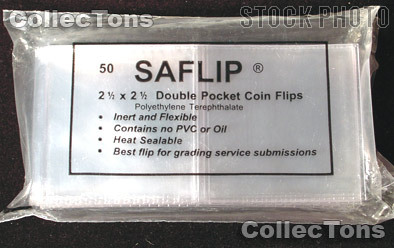 CollecTons
STOCK PHOTO
50 SAFLIP ®
2 ½ x 2 ½ Double Pocket Coin Flips
Polyethylene Terephthalate
• Inert and Flexible
• Contains no PVC or Oil
• Heat Sealable
• Best flip for grading service submissions
CollecTons
CollecTons